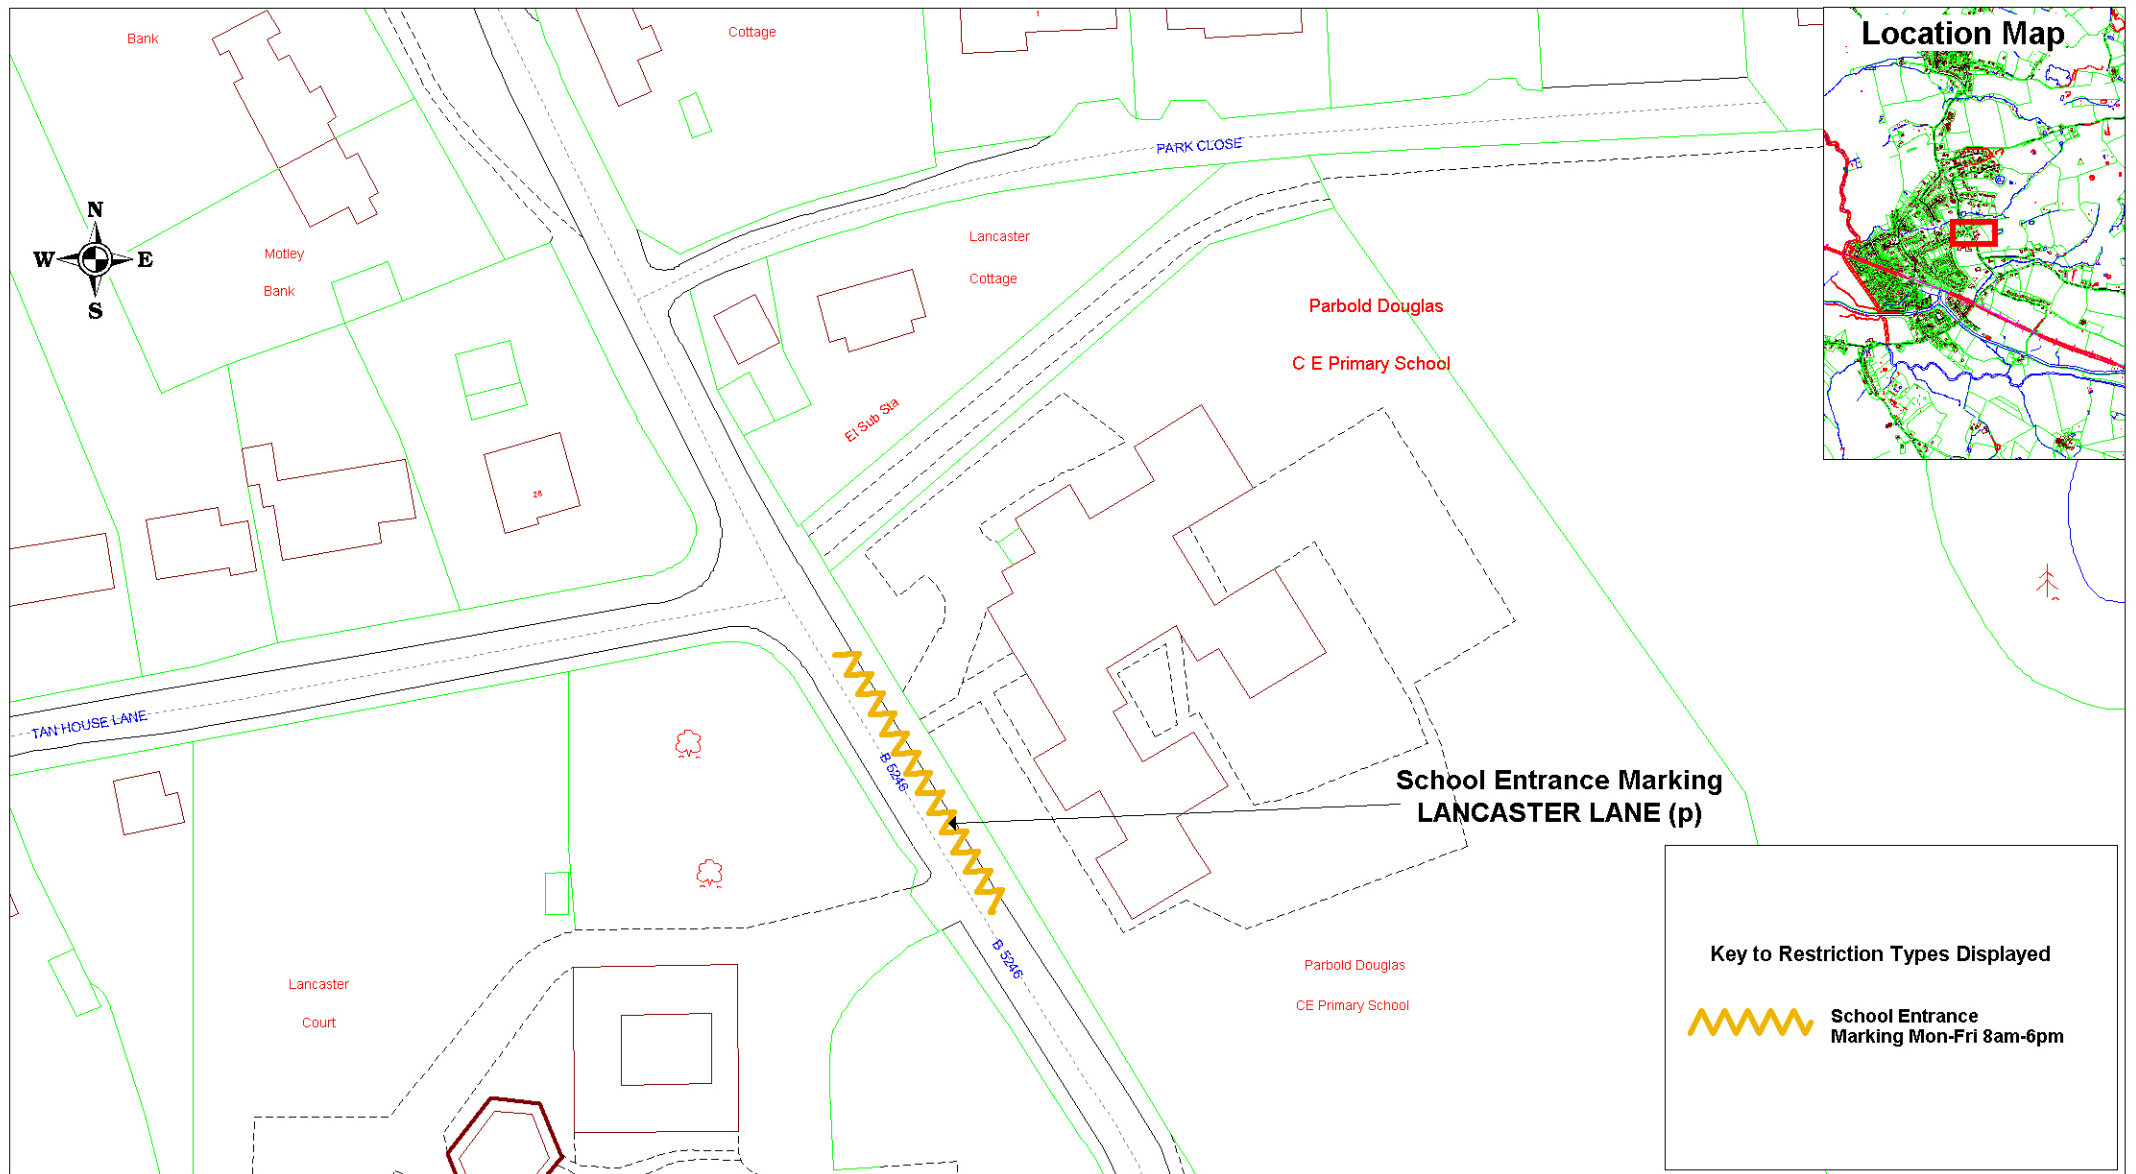 Bank
Cottage
1
Location Map
PARK CLOSE
N
W E
S
Motley
Bank
Lancaster
Cottage
Parbold Douglas
C E Primary School
El Sub Sta
28
TAN HOUSE LANE
B 5246
School Entrance Marking
LANCASTER LANE (p)
B 5246
Key to Restriction Types Displayed
Parbold Douglas
CE Primary School
Lancaster
Court
School Entrance
Marking Mon-Fri 8am-6pm